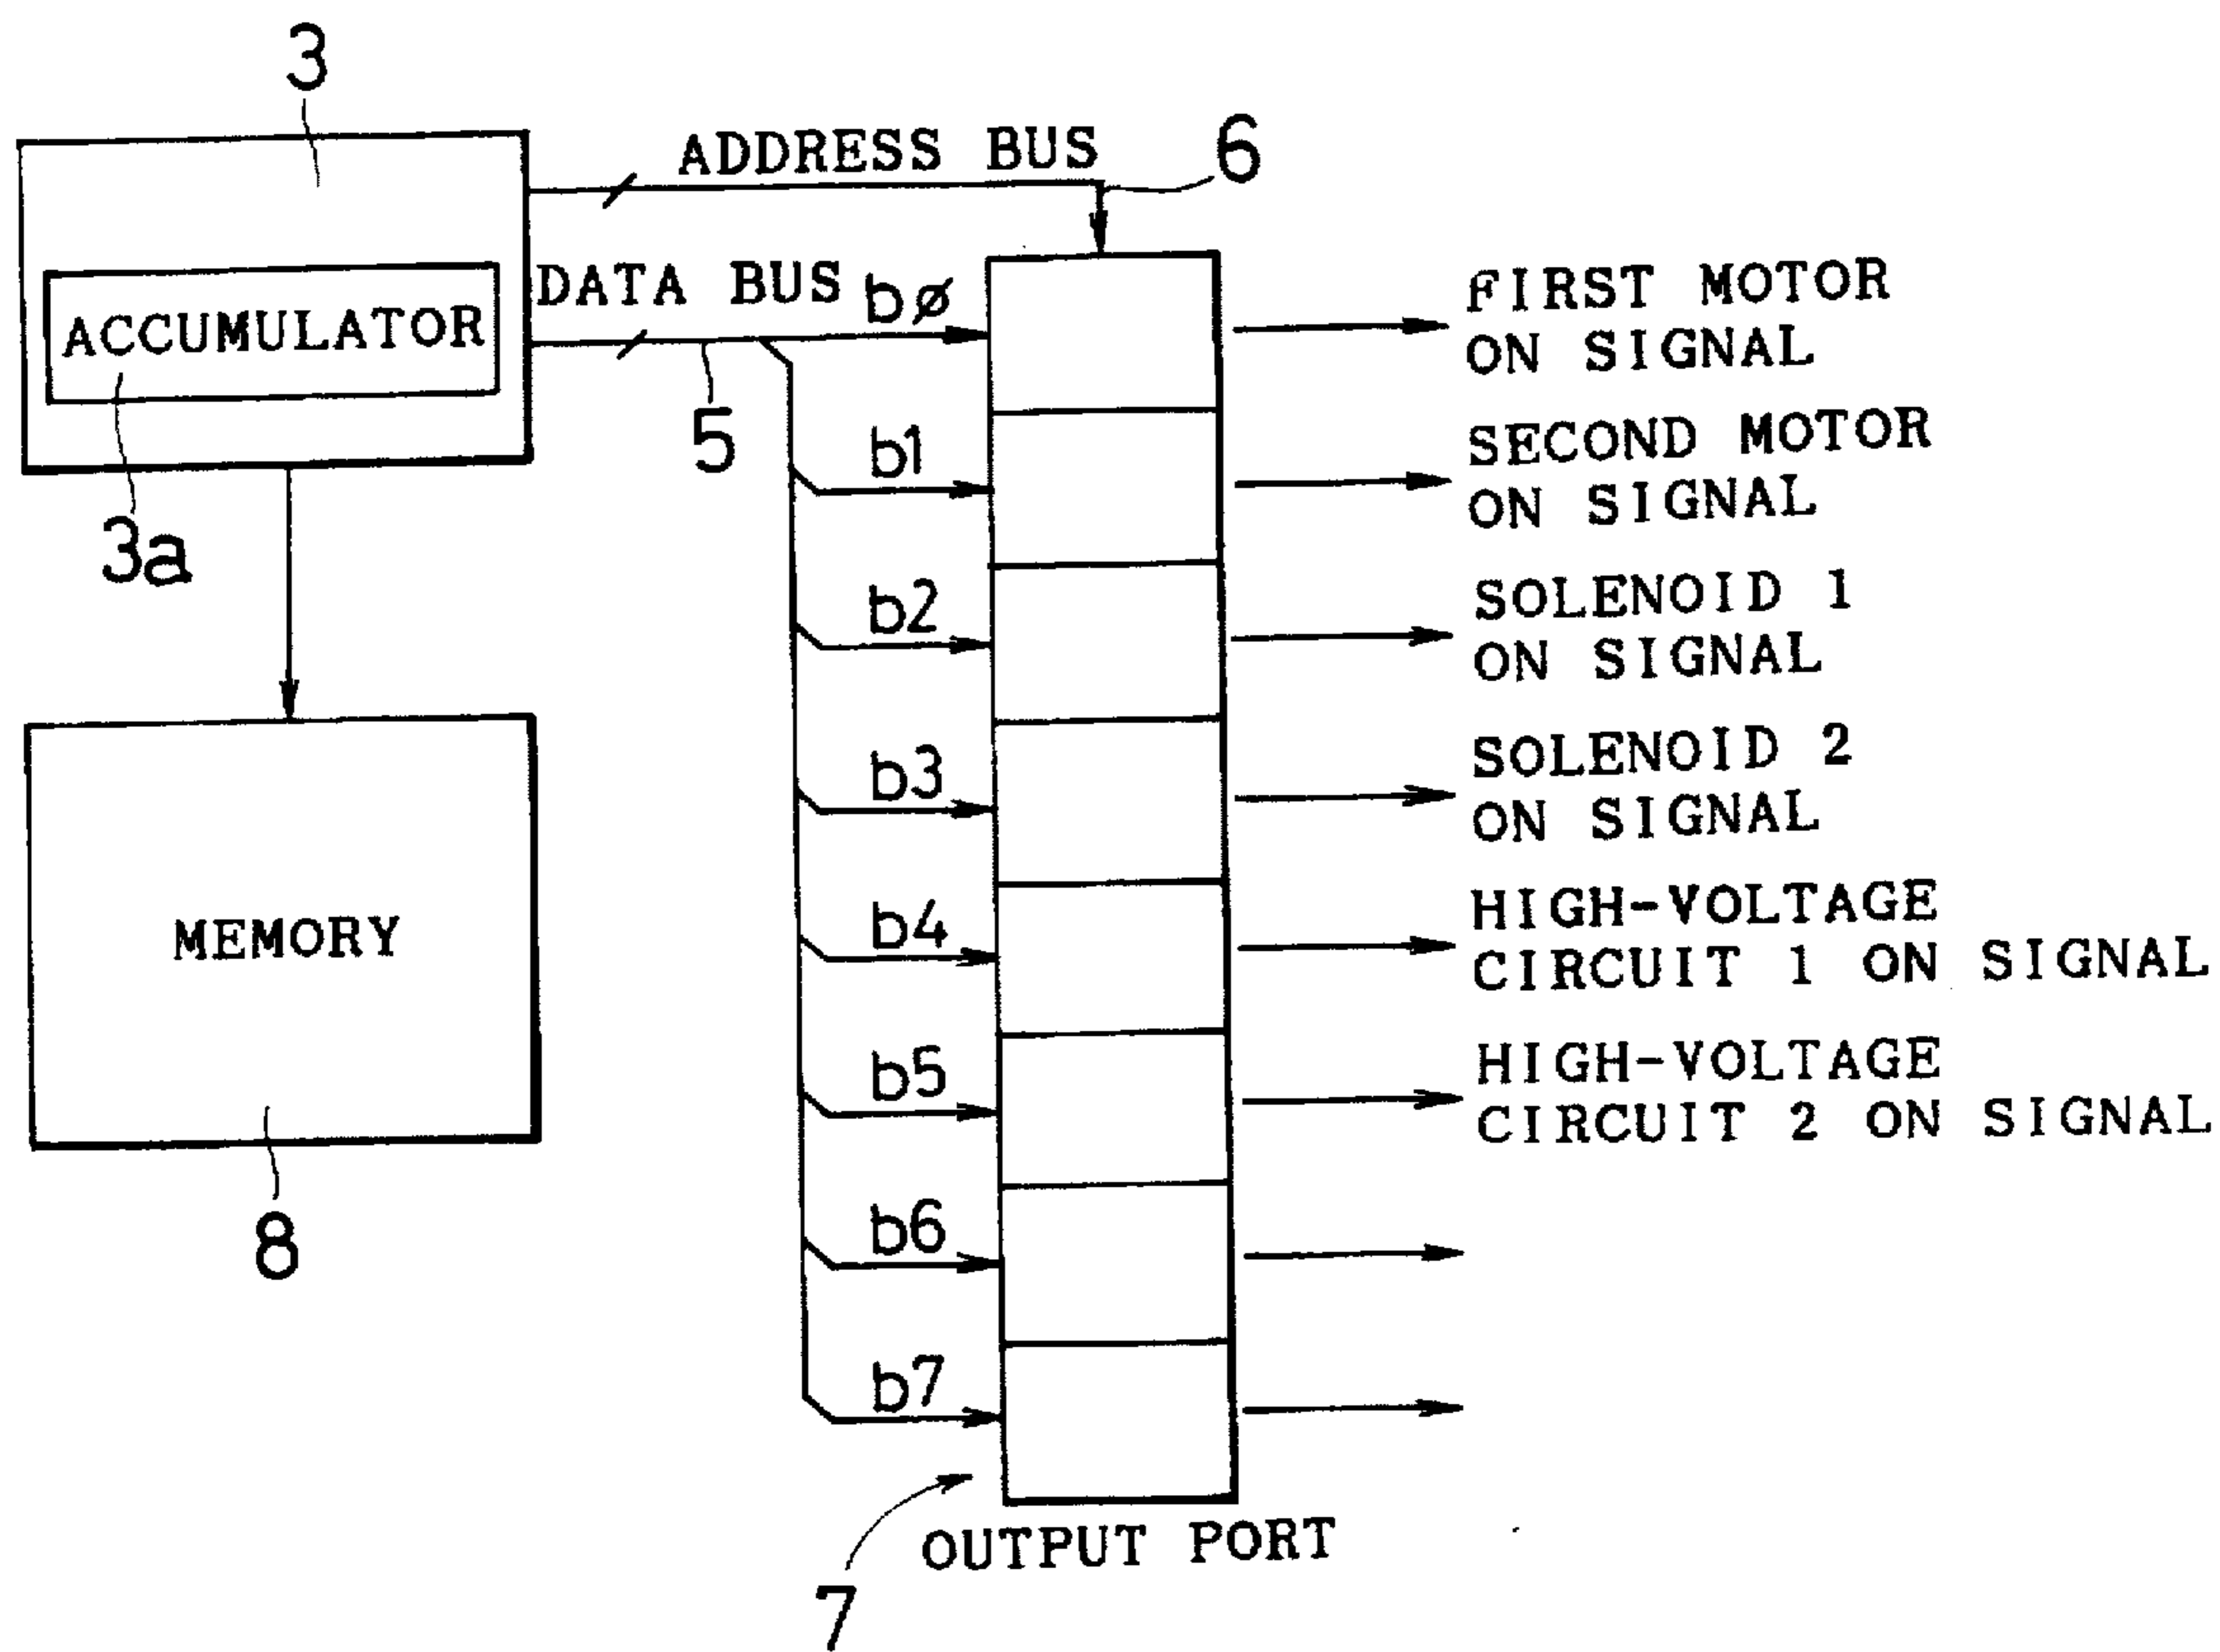 3
ADDRESS BUS
6
DATA BUS
bø
ACCUMULATOR
3a
5
FIRST MOTOR
ON SIGNAL
b1
SECOND MOTOR
ON SIGNAL
b2
SOLENOID 1
ON SIGNAL
b3
SOLENOID 2
ON SIGNAL
MEMORY
8
b4
HIGH-VOLTAGE
CIRCUIT 1 ON SIGNAL
b5
HIGH-VOLTAGE
CIRCUIT 2 ON SIGNAL
b6
b7
OUTPUT PORT
7